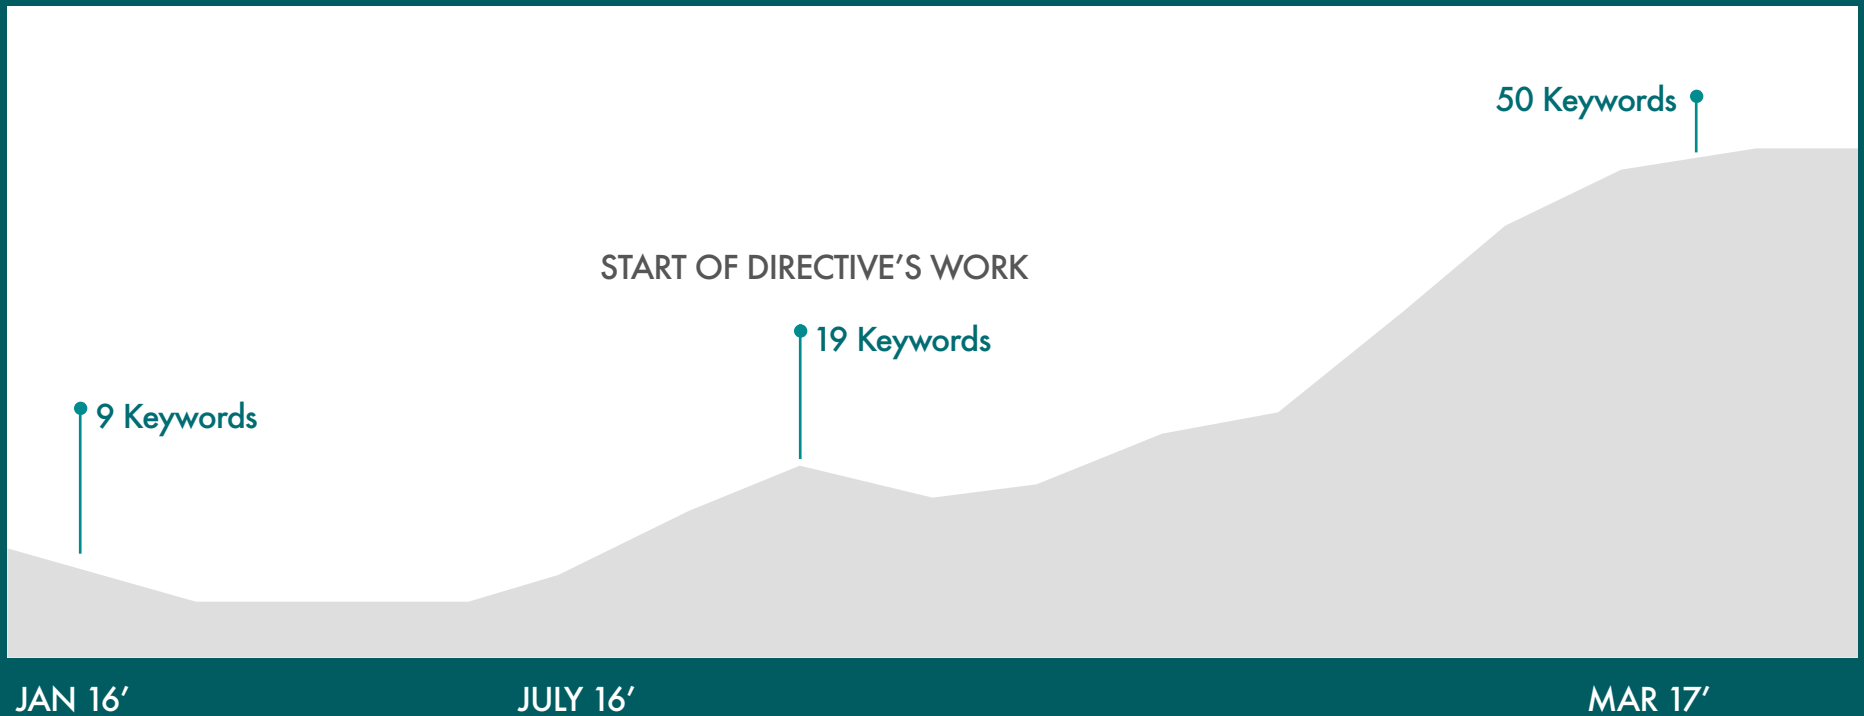 50 Keywords
START OF DIRECTIVE’S WORK
19 Keywords
9 Keywords
JAN 16’
JULY 16’
MAR 17’